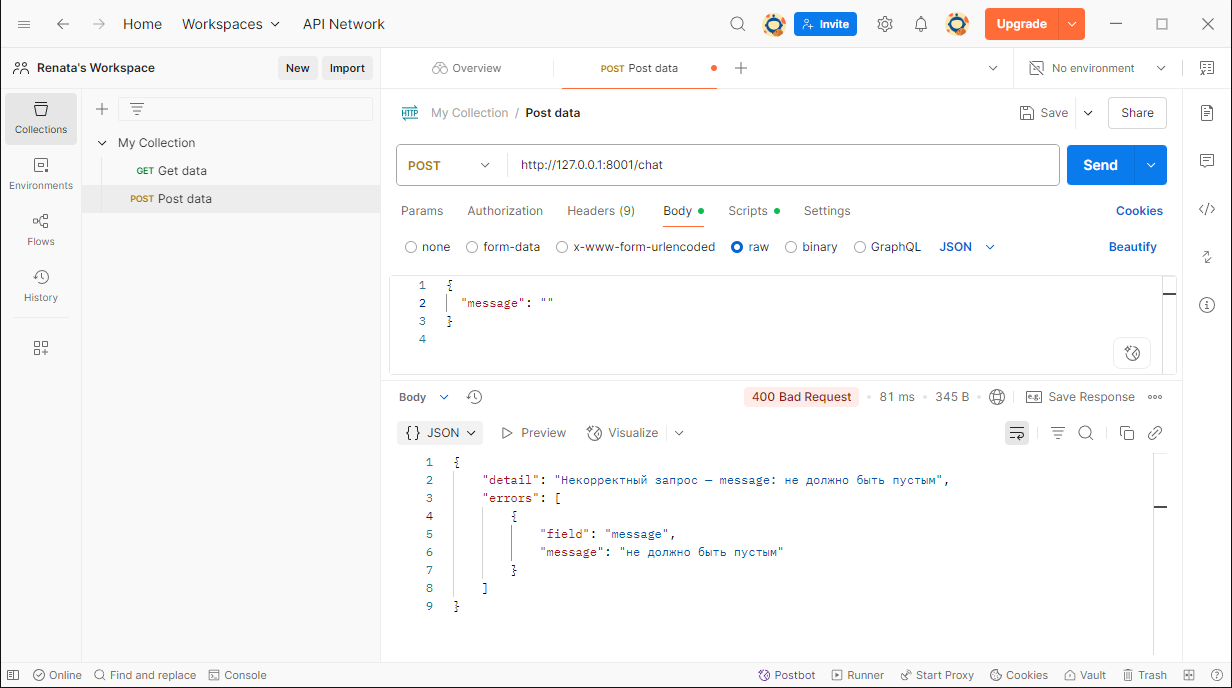 Home Workspaces API Network Invite Upgrade
Renata's Workspace New Import Overview POST Post data No environment
Collections
Environments
Flows
History
My Collection
GET Get data
POST Post data
HTTP My Collection / Post data Save Share
POST http://127.0.0.1:8001/chat Send
Params Authorization Headers (9) Body Scripts Settings Cookies
none form-data x-www-form-urlencoded raw binary GraphQL JSON Beautify
1 {
2 "message": ""
3 }
4
Body 400 Bad Request 81 ms 345 B e.g. Save Response
{} JSON Preview Visualize
1 {
2 "detail": "Некорректный запрос — message: не должно быть пустым",
3 "errors": [
4 {
5 "field": "message",
6 "message": "не должно быть пустым"
7 }
8 ]
9 }
Online Find and replace Console Postbot Runner Start Proxy Cookies Vault Trash